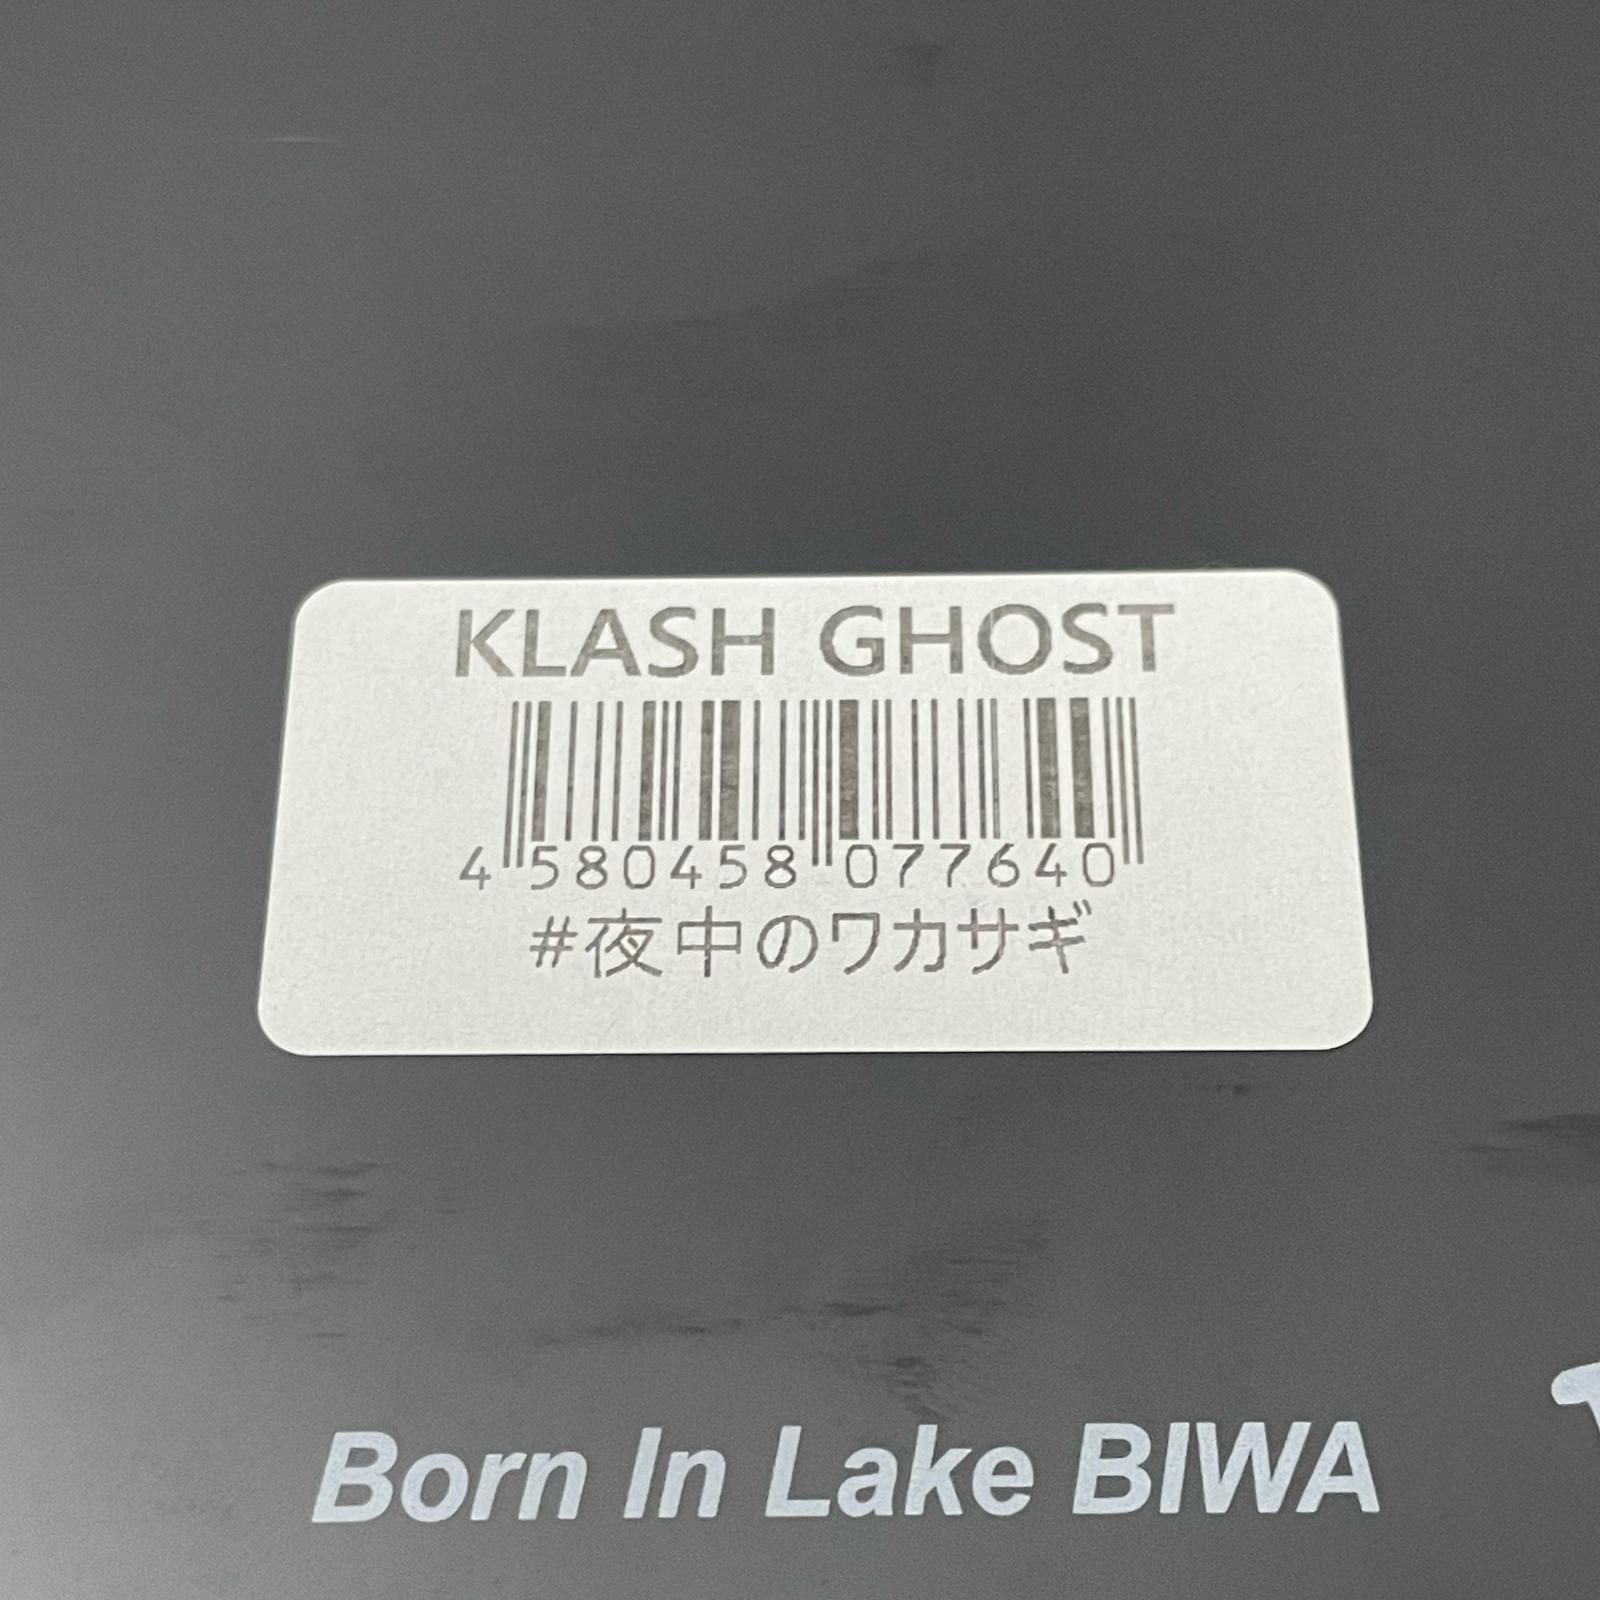 KLASH GHOST
4 580458 077640
#夜中のワカサギ
Born In Lake BIWA